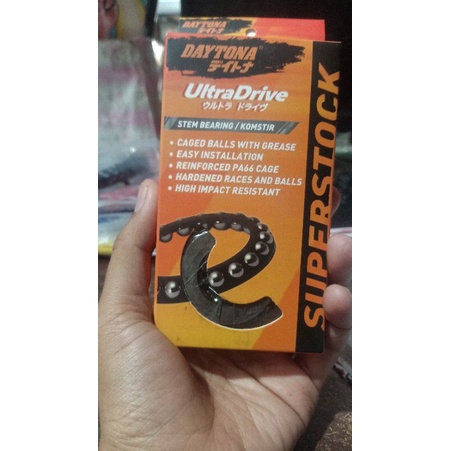 DAYTONA
デイトナ
UltraDrive
ウルトラ ドライヴ
STEM BEARING / KOMSTIR
• CAGED BALLS WITH GREASE
• EASY INSTALLATION
• REINFORCED PA66 CAGE
• HARDENED RACES AND BALLS
• HIGH IMPACT RESISTANT
SUPERSTOCK